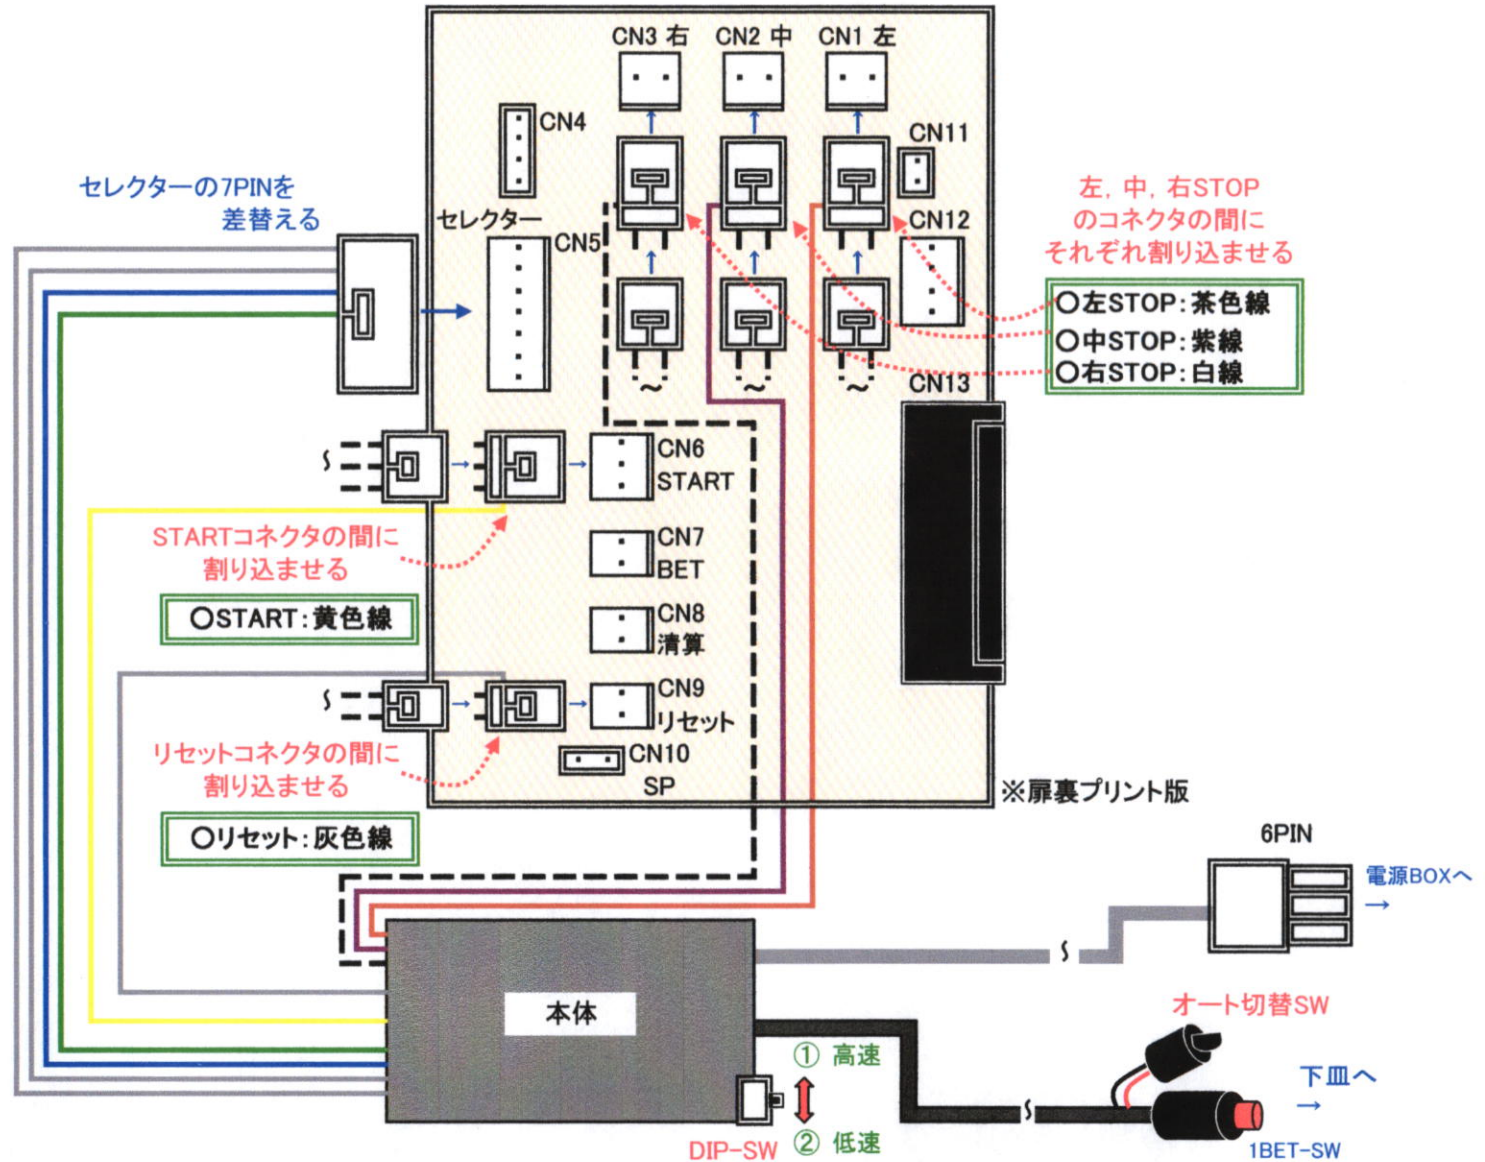 CN3 右
CN2 中
CN1 左
CN4
CN11
セレクターの7PINを
差替える
セレクター
CN5
CN12
左, 中, 右STOP
のコネクタの間に
それぞれ割り込ませる
○左STOP:茶色線
○中STOP:紫線
○右STOP:白線
CN13
CN6
START
STARTコネクタの間に
割り込ませる
CN7
BET
○START:黄色線
CN8
清算
CN9
リセット
リセットコネクタの間に
割り込ませる
CN10
SP
※扉裏プリント版
○リセット:灰色線
6PIN
電源BOXへ
→
本体
オート切替SW
① 高速
下皿へ
→
② 低速
DIP-SW
1BET-SW